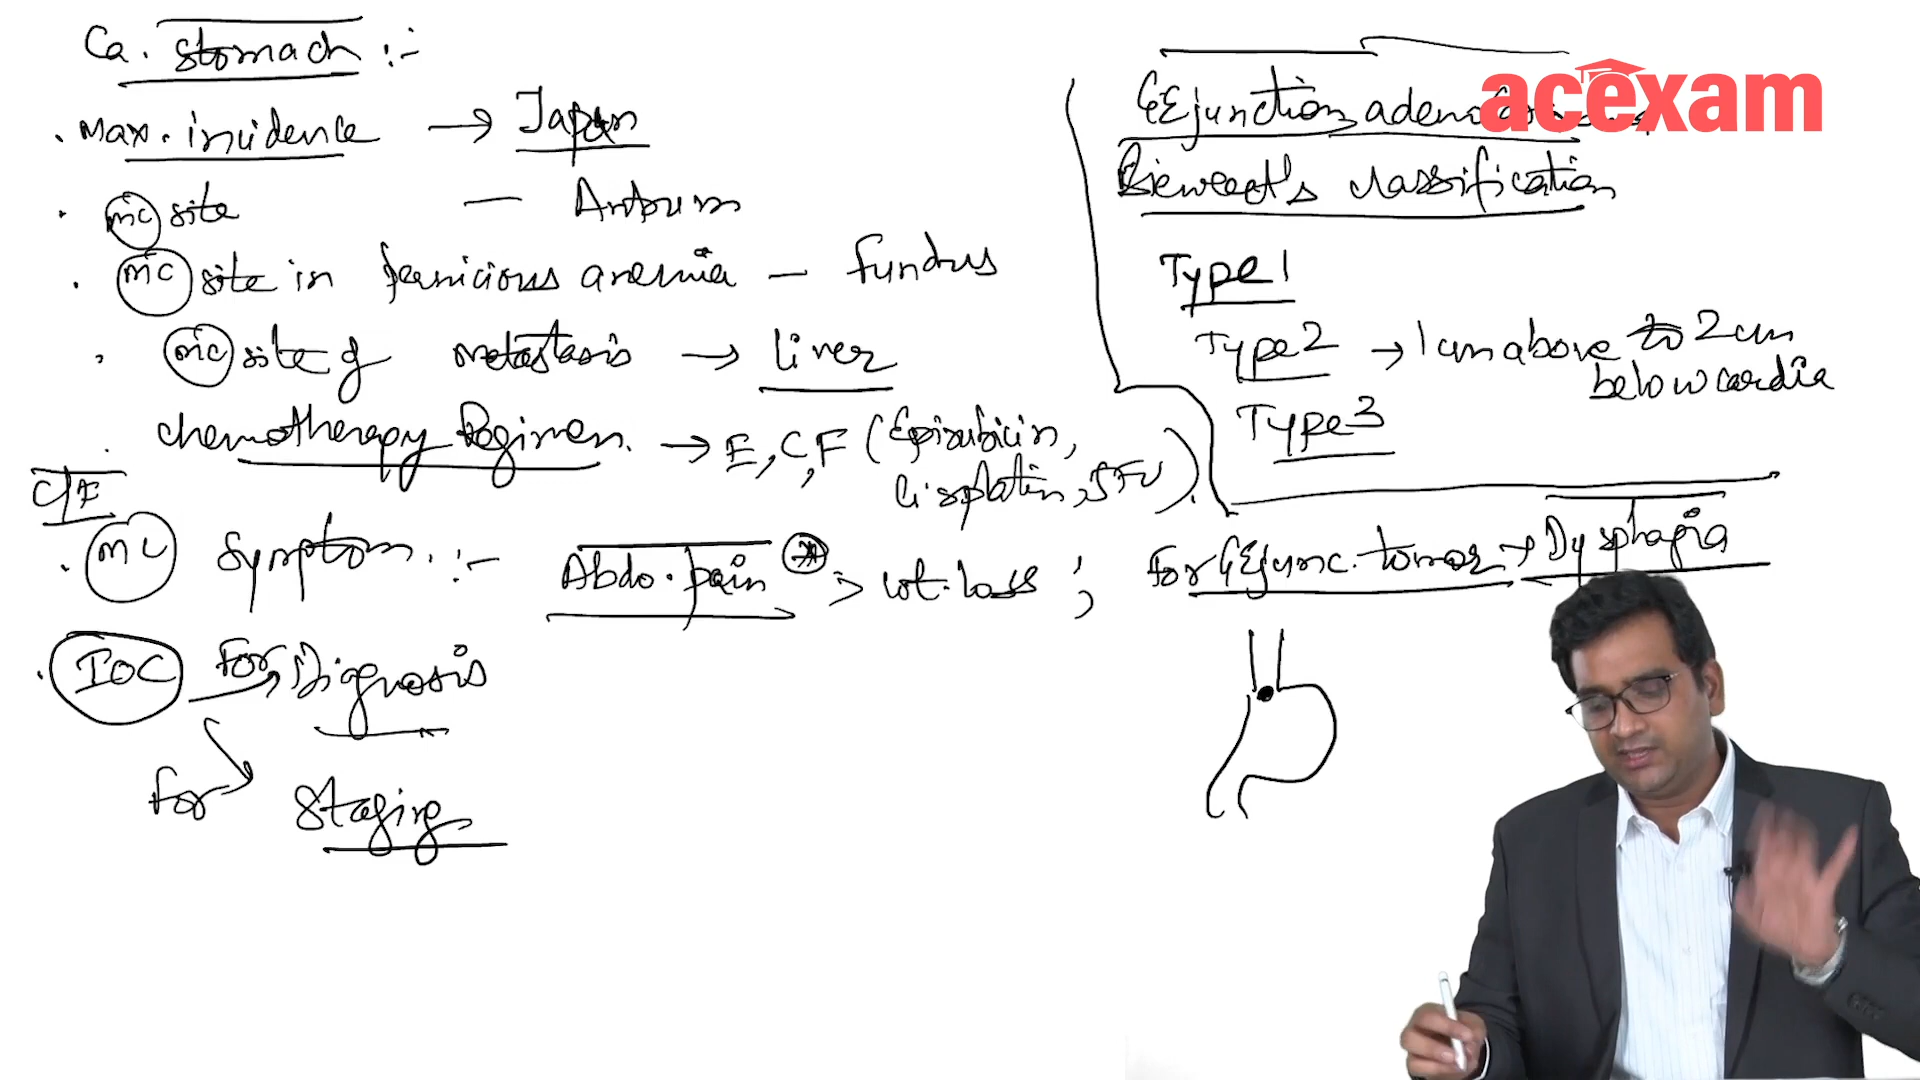 Ca. stomach :-
. Max. incidence → Japan
. mc site — Antrum
. mc site in pernicious anemia — fundus
. mc site of metastasis → liver
. chemotherapy Regimen. → E, C, F (Epirubicin,
Cisplatin, 5FU).
C/F
. mc symptom. :- Abdo. pain > wt. loss ;
. IOC for Diagnosis
for staging
GE junction adenocarcinoma
acexam
classification
Type 1
Type 2 → 1 cm above to 2 cm
below cardia
Type 3
For GE junc. tumor → Dysphagia